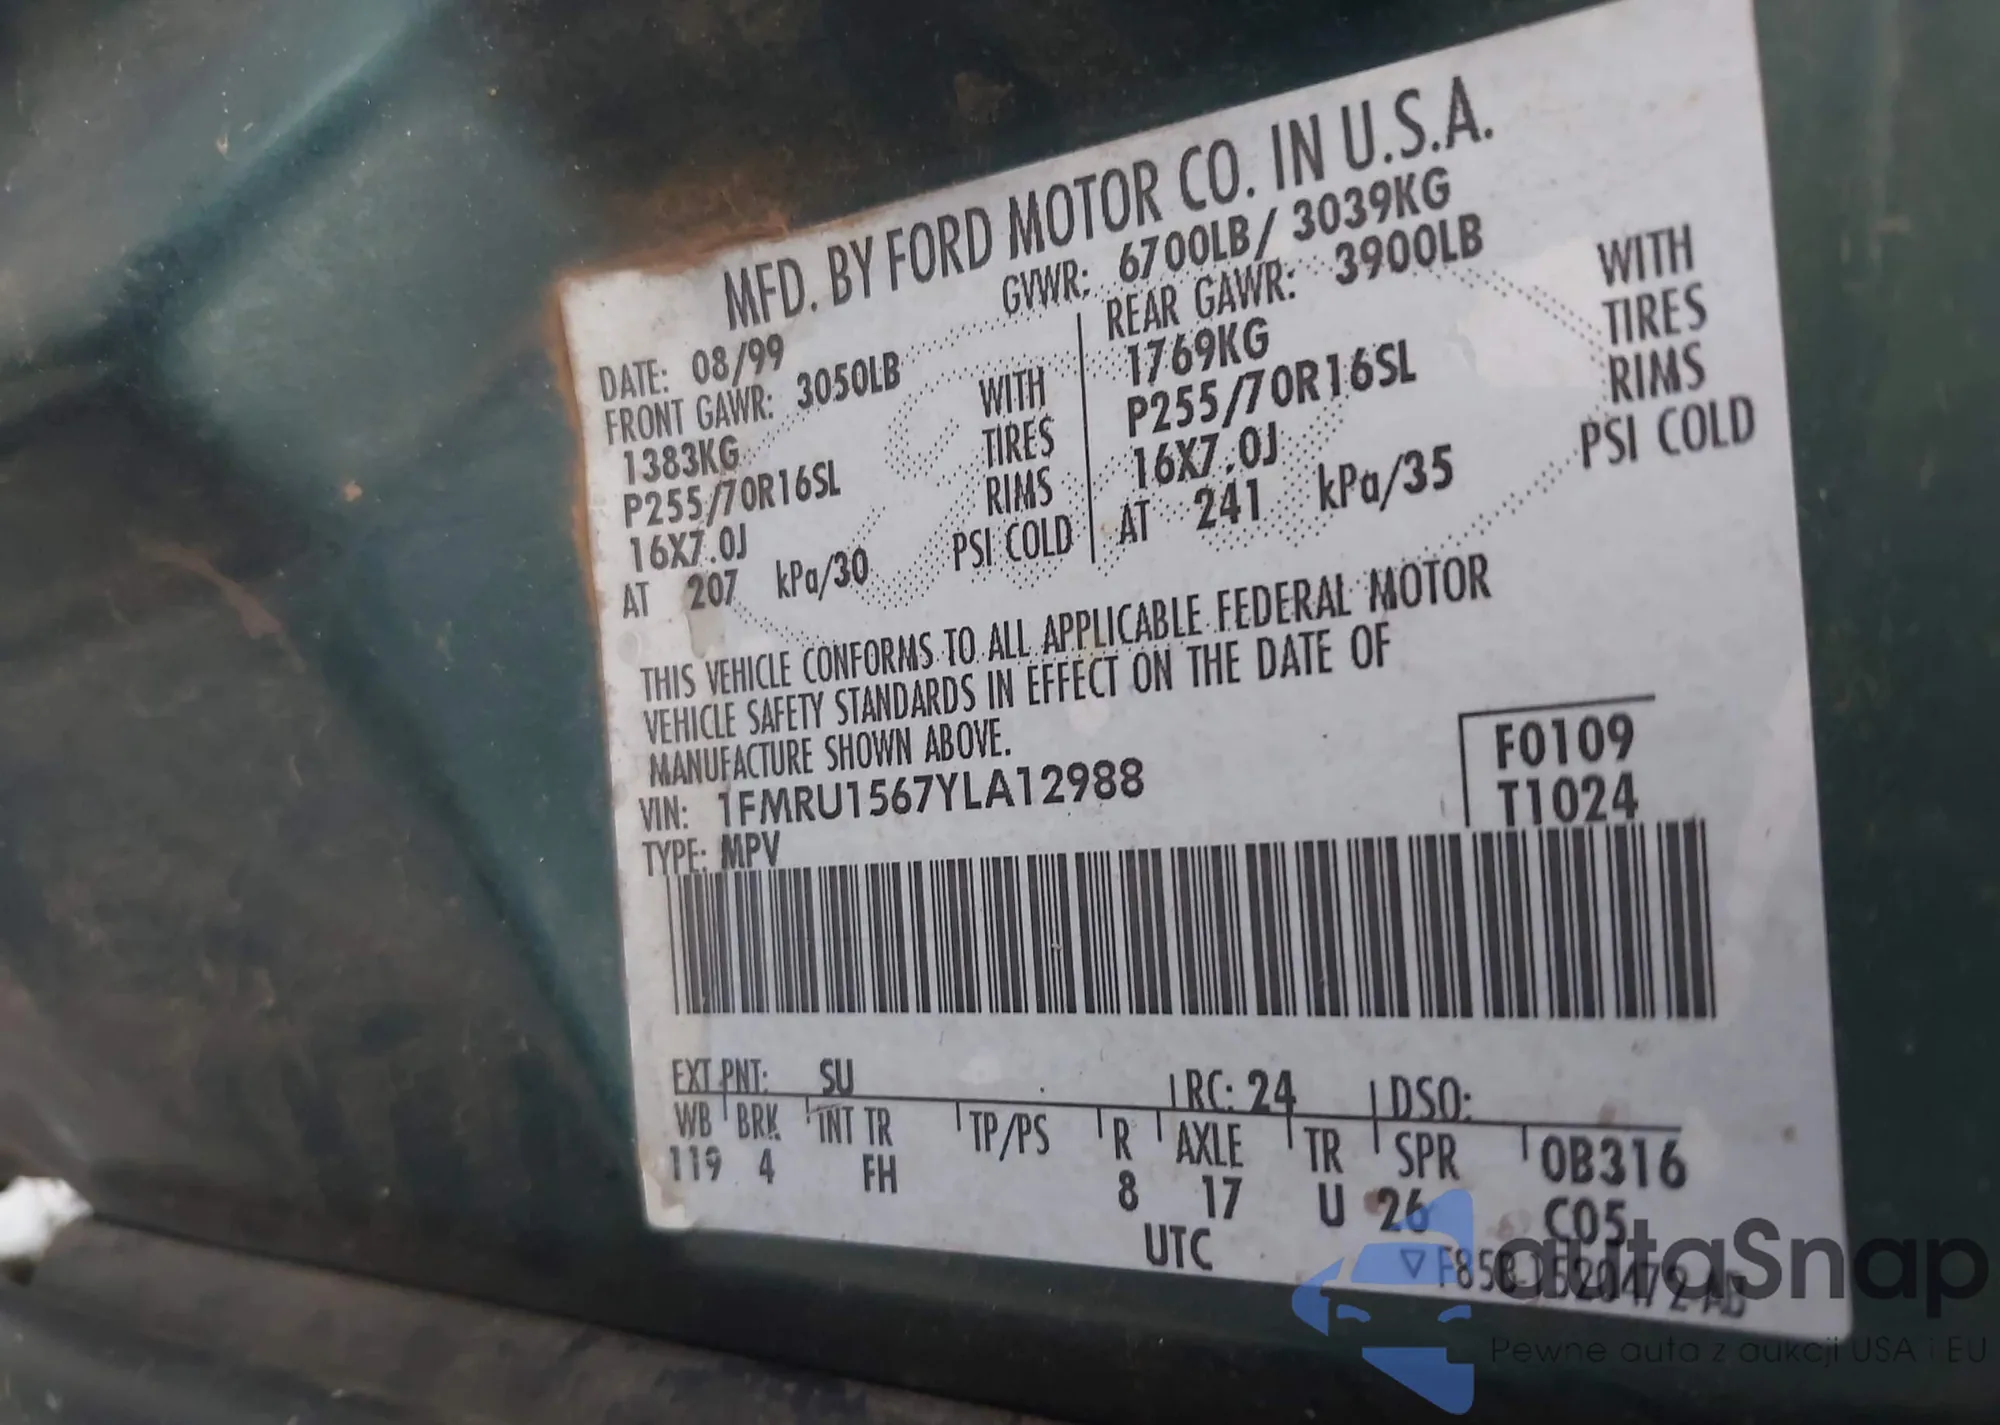 MFD. BY FORD MOTOR CO. IN U.S.A.
DATE: 08/99 GVWR: 6700LB/ 3039KG
FRONT GAWR: 3050LB REAR GAWR: 3900LB
1383KG WITH 1769KG WITH
P255/70R16SL TIRES P255/70R16SL TIRES
16X7.0J RIMS 16X7.0J RIMS
AT 207 kPa/30 PSI COLD AT 241 kPa/35 PSI COLD
THIS VEHICLE CONFORMS TO ALL APPLICABLE FEDERAL MOTOR
VEHICLE SAFETY STANDARDS IN EFFECT ON THE DATE OF
MANUFACTURE SHOWN ABOVE.
VIN: 1FMRU1567YLA12988 F0109
TYPE: MPV T1024
EXT PNT: SU RC: 24 DSO:
WB BRK INT TR TP/PS R AXLE TR SPR 0B316
119 4 FH 8 17 U 26 C05
UTC ▽ F85B-1520472-AB
autaSnap
Pewne auta z aukcji USA i EU